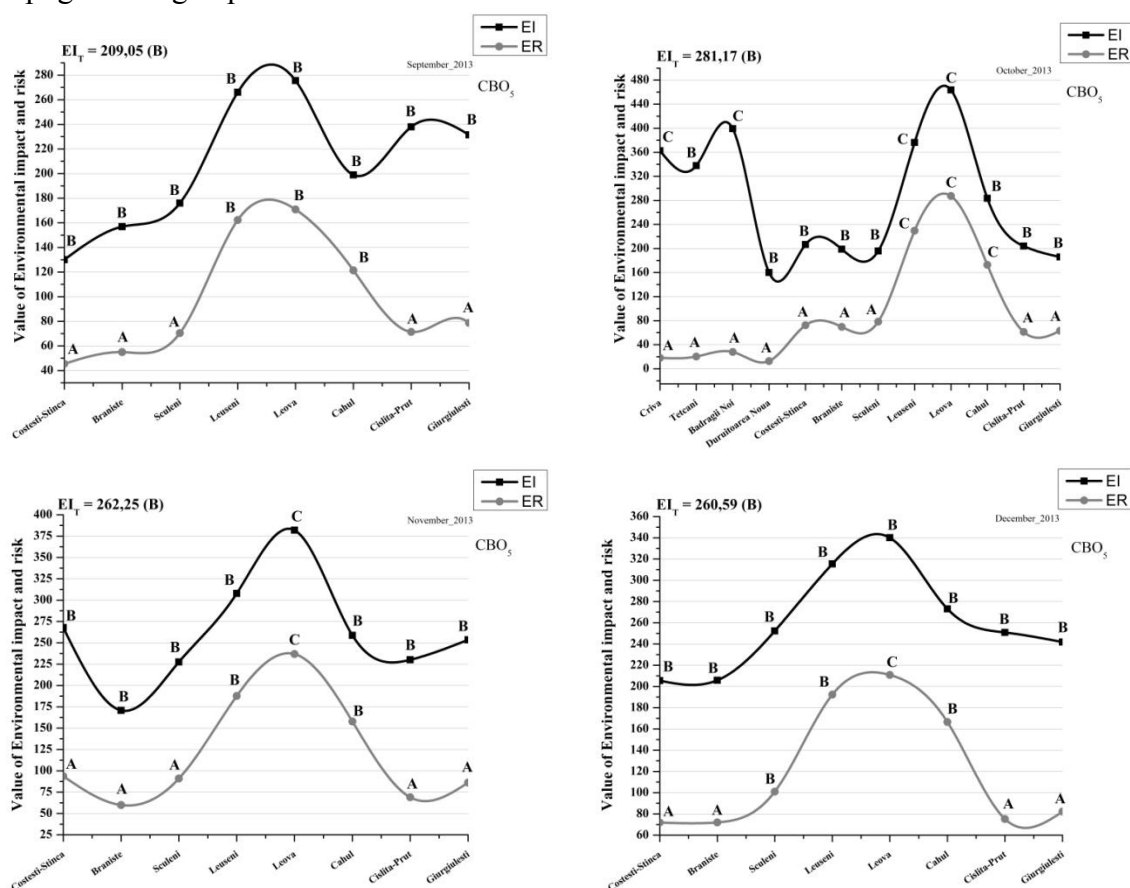 EI
ER
EI_T = 209,05 (B)
September_2013
CBO₅
Value of Environmental impact and risk
280
260
240
220
200
180
160
140
120
100
80
60
40
B B B B B B B B
A A A B B B A A
Costesti-Stinca Braniste Sculeni Leuseni Leova Cahul Cislita-Prut Giurgiulesti
EI
ER
EI_T = 281,17 (B)
October_2013
CBO₅
Value of Environmental impact and risk
480
440
400
360
320
280
240
200
160
120
80
40
0
C B C B B B B C C B B B
A A A A A A A C C C A A
Criva Tetcani Badragii Noi Duruitoarea Noua Costesti-Stinca Braniste Sculeni Leuseni Leova Cahul Cislita-Prut Giurgiulesti
EI
ER
EI_T = 262,25 (B)
November_2013
CBO₅
Value of Environmental impact and risk
400
375
350
325
300
275
250
225
200
175
150
125
100
75
50
25
B B B B C B B B
A A A B C B A A
Costesti-Stinca Braniste Sculeni Leuseni Leova Cahul Cislita-Prut Giurgiulesti
EI
ER
EI_T = 260,59 (B)
December_2013
CBO₅
Value of Environmental impact and risk
360
340
320
300
280
260
240
220
200
180
160
140
120
100
80
60
B B B B B B B B
A A B B C B A A
Costesti-Stinca Braniste Sculeni Leuseni Leova Cahul Cislita-Prut Giurgiulesti